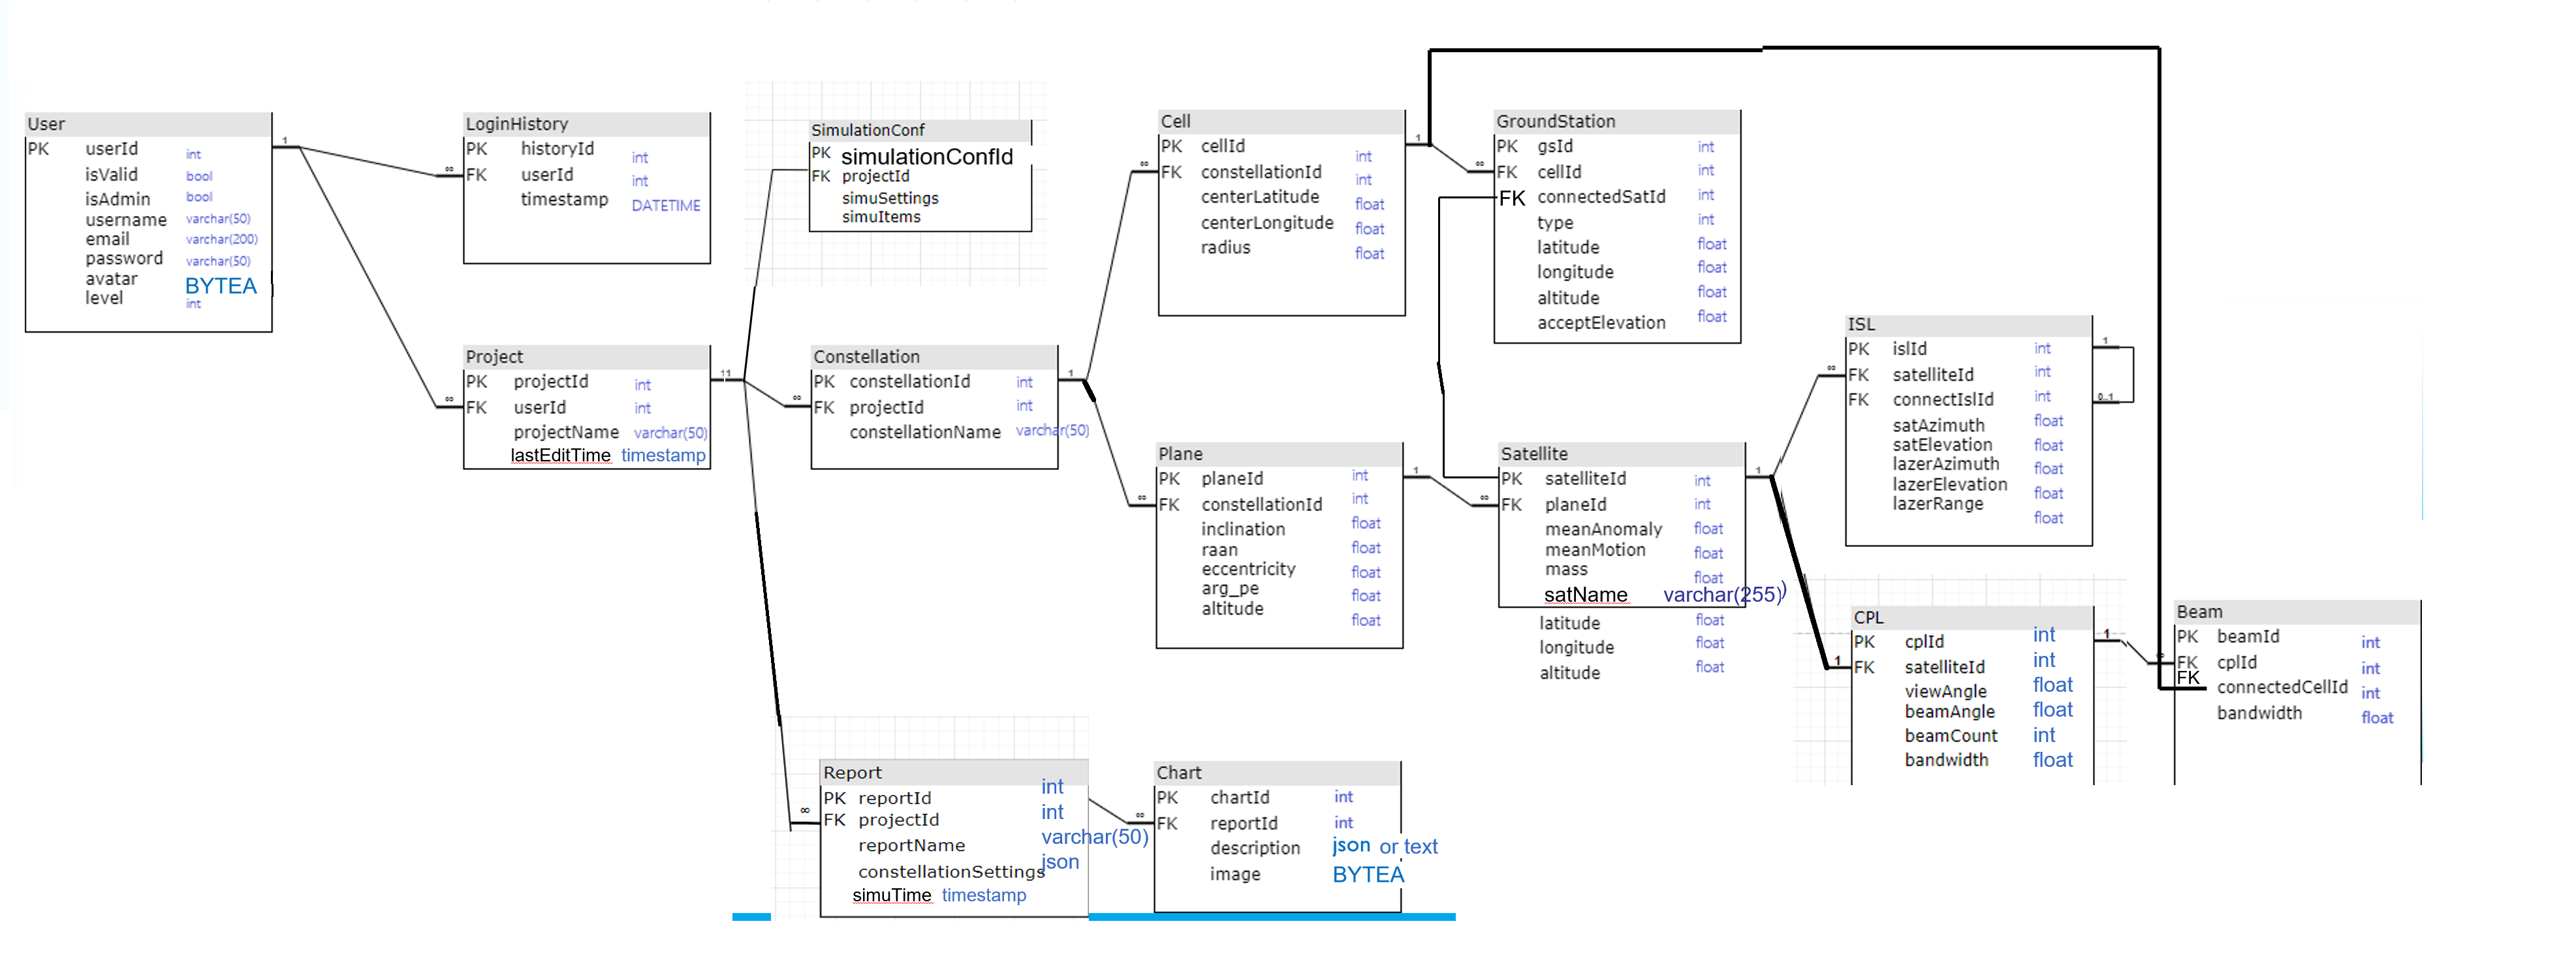 User
PK userId int
isValid bool
isAdmin bool
username varchar(50)
email varchar(200)
password varchar(50)
avatar BYTEA
level int
1
LoginHistory
PK historyId int
∞ FK userId int
timestamp DATETIME
Project
PK projectId int
∞ FK userId int
projectName varchar(50)
lastEditTime timestamp
11
SimulationConf
PK simulationConfId
FK projectId
simuSettings
simuItems
Constellation
PK constellationId int
∞ FK projectId int
constellationName varchar(50)
1
Cell
PK cellId int
∞ FK constellationId int
centerLatitude float
centerLongitude float
radius float
1
GroundStation
PK gsId int
∞ FK cellId int
FK connectedSatId int
type int
latitude float
longitude float
altitude float
acceptElevation float
Plane
PK planeId int
∞ FK constellationId int
inclination float
raan float
eccentricity float
arg_pe float
altitude float
1
Satellite
PK satelliteId int
∞ FK planeId int
meanAnomaly float
meanMotion float
mass float
satName varchar(255))
latitude float
longitude float
altitude float
1
ISL
PK islId int 1
∞ FK satelliteId int
FK connectIslId int 0..1
satAzimuth float
satElevation
lazerAzimuth float
lazerElevation float
lazerRange float
float
CPL
PK cplId int 1
1 FK satelliteId int
viewAngle float
beamAngle float
beamCount int
bandwidth float
Beam
PK beamId int
∞ FK cplId int
FK connectedCellId int
bandwidth float
Report
PK reportId int
∞ FK projectId int
reportName varchar(50)
constellationSettings json
simuTime timestamp
Chart
PK chartId int
∞ FK reportId int
description json or text
image BYTEA